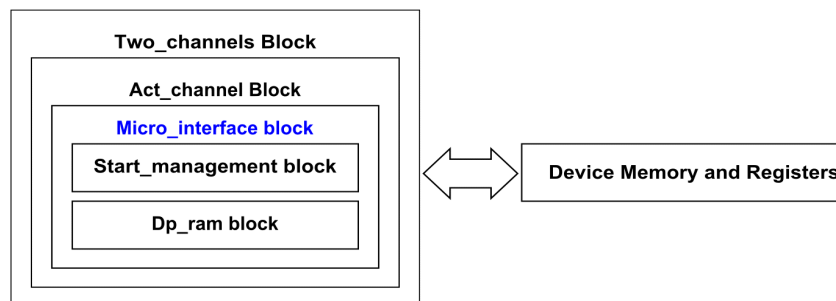 Two_channels Block
Act_channel Block
Micro_interface block
Start_management block
Device Memory and Registers
Dp_ram block